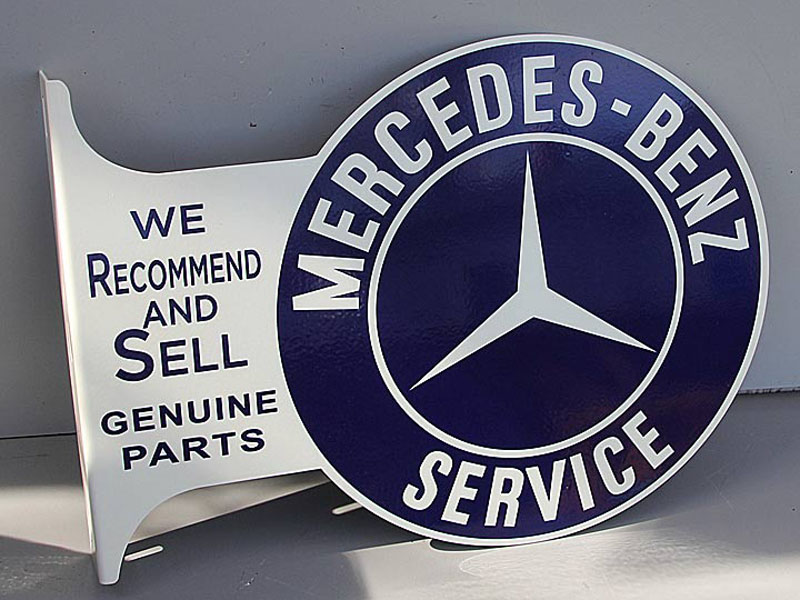 WE
RECOMMEND
AND
SELL
GENUINE
PARTS
MERCEDES-BENZ
SERVICE